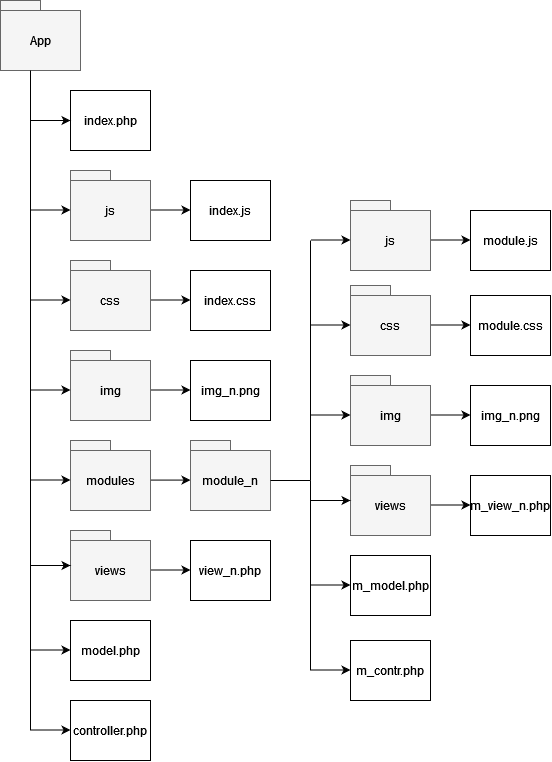 App
index.php
js
index.js
css
index.css
img
img_n.png
modules
module_n
views
view_n.php
model.php
controller.php
js
module.js
css
module.css
img
img_n.png
views
m_view_n.php
m_model.php
m_contr.php